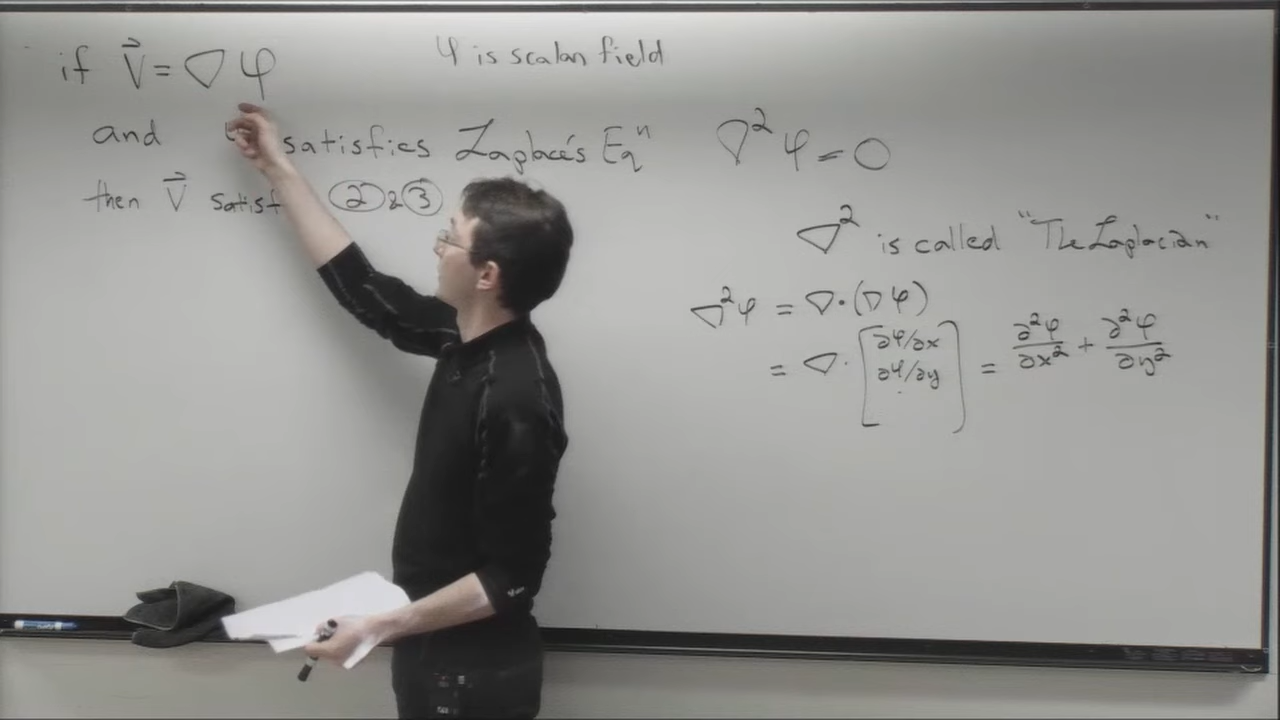 if V⃗ = ∇φ
φ is scalar field
and satisfies Laplace's Eqⁿ ∇²φ = 0
then V⃗ satisf ② & ③
∇² is called "The Laplacian"
∇²φ = ∇·(∇φ)
= ∇·[∂φ/∂x ∂φ/∂y] = ∂²φ/∂x² + ∂²φ/∂y²